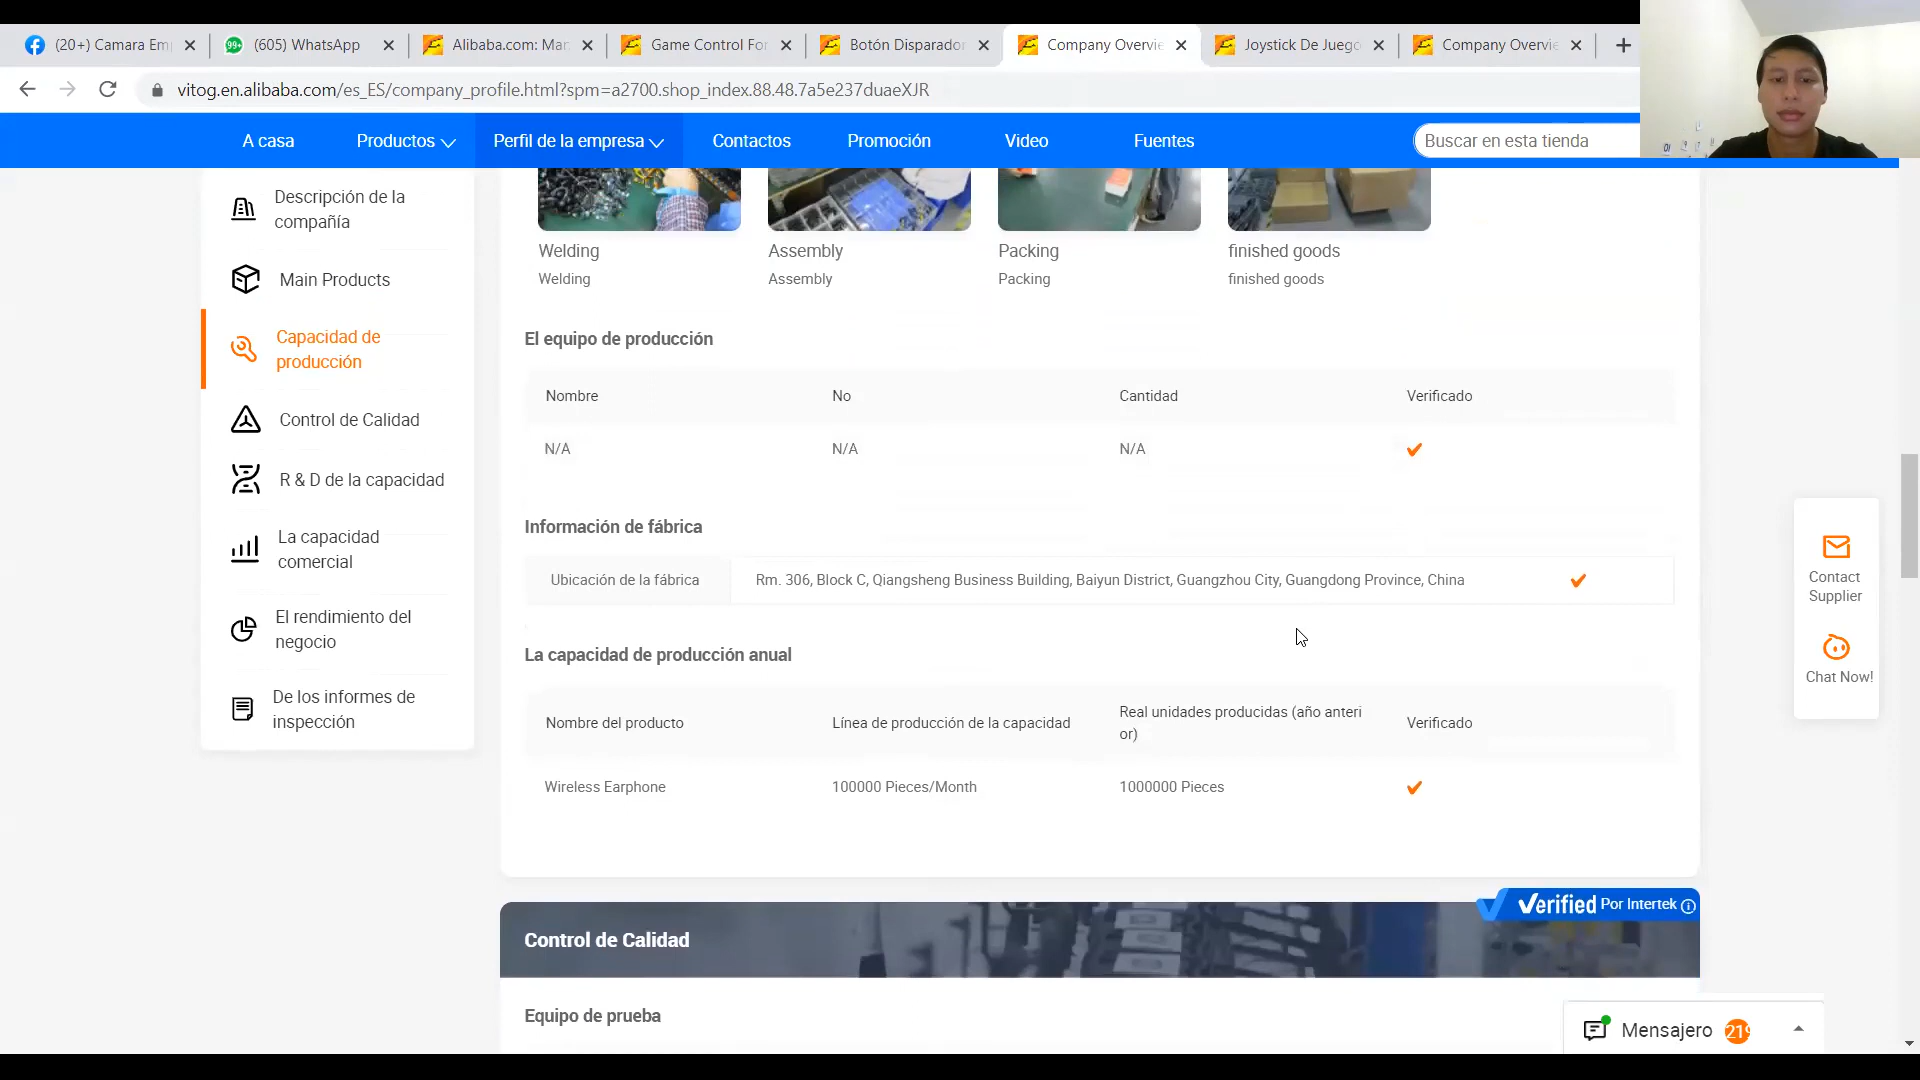 (20+) Camara Em
(605) WhatsApp
Alibaba.com: Mar
Game Control For
Botón Disparador
Company Overvie
Joystick De Juego
Company Overvie
vitog.en.alibaba.com/es_ES/company_profile.html?spm=a2700.shop_index.88.48.7a5e237duaeXJR
A casa
Productos
Perfil de la empresa
Contactos
Promoción
Video
Fuentes
Buscar en esta tienda
Descripción de la
compañía
Main Products
Capacidad de
producción
Control de Calidad
R & D de la capacidad
La capacidad
comercial
El rendimiento del
negocio
De los informes de
inspección
Welding
Welding
Assembly
Assembly
Packing
Packing
finished goods
finished goods
El equipo de producción
Nombre No Cantidad Verificado
N/A N/A N/A
Información de fábrica
Ubicación de la fábrica Rm. 306, Block C, Qiangsheng Business Building, Baiyun District, Guangzhou City, Guangdong Province, China
La capacidad de producción anual
Nombre del producto
Línea de producción de la capacidad
Real unidades producidas (año anteri
or)
Verificado
Wireless Earphone 100000 Pieces/Month 1000000 Pieces
Verified Por Intertek
Control de Calidad
Equipo de prueba
Contact
Supplier
Chat Now!
Mensajero